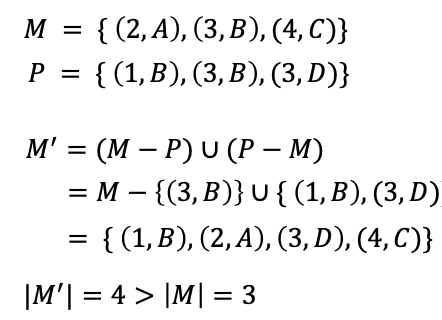 M = { (2, A), (3, B), (4, C)}
P = { (1, B), (3, B), (3, D)}
M′ = (M − P) ∪ (P − M)
= M − {(3, B)} ∪ { (1, B), (3, D)
= { (1, B), (2, A), (3, D), (4, C)}
|M′| = 4 > |M| = 3